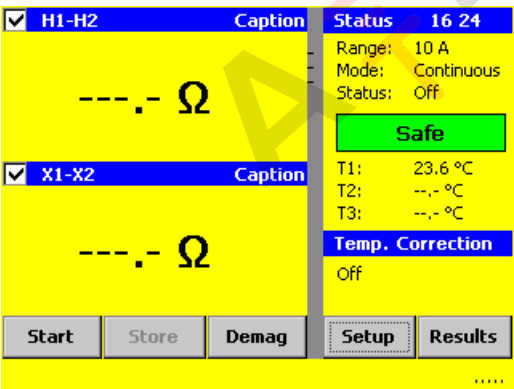 H1-H2 Caption
---.- Ω
X1-X2 Caption
---.- Ω
Status 16 24
Range: 10 A
Mode: Continuous
Status: Off
Safe
T1: 23.6 °C
T2: --.- °C
T3: --.- °C
Temp. Correction
Off
Start Store Demag Setup Results
.....